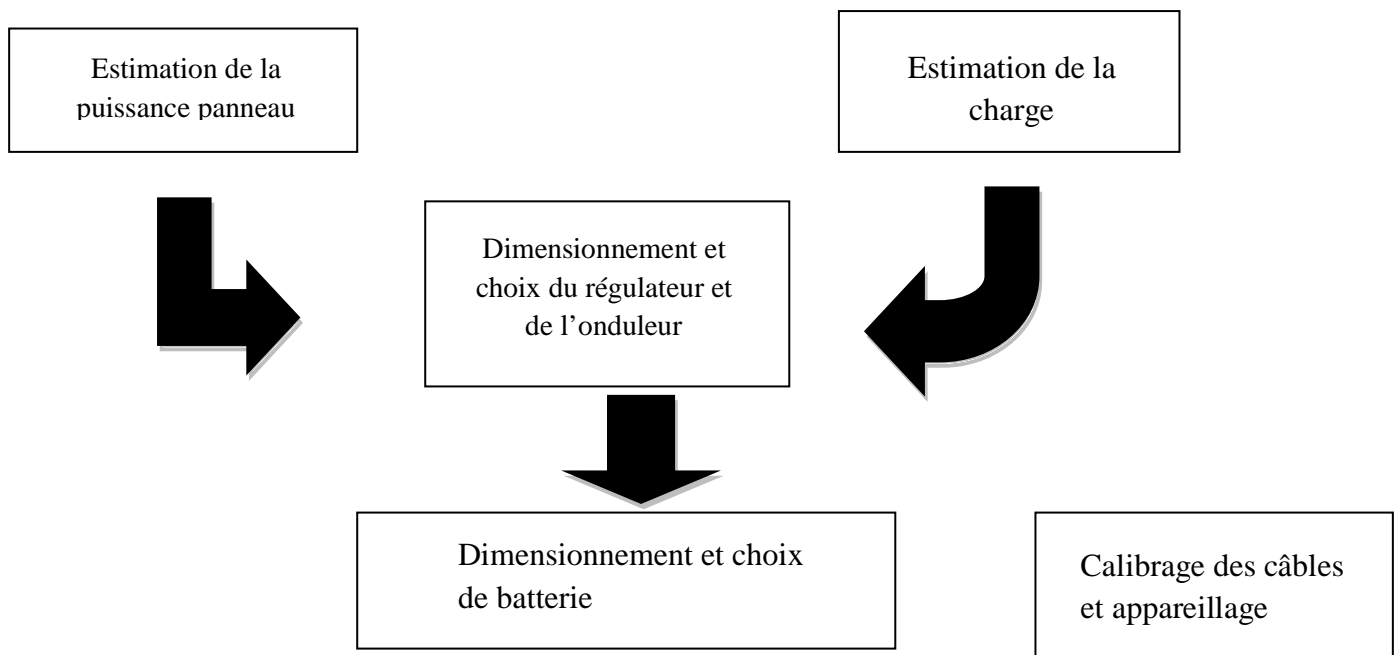 Estimation de la
puissance panneau
Estimation de la
charge
Dimensionnement et
choix du régulateur et
de l’onduleur
Dimensionnement et choix
de batterie
Calibrage des câbles
et appareillage